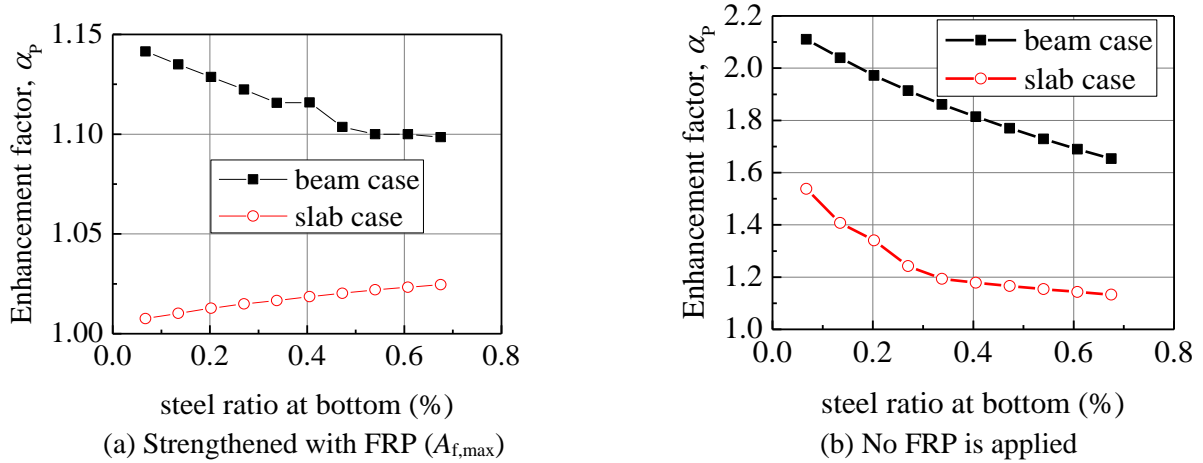 Enhancement factor, αP
1.15
1.10
1.05
1.00
beam case
slab case
0.0
0.2
0.4
0.6
0.8
steel ratio at bottom (%)
(a) Strengthened with FRP (Af,max)
Enhancement factor, αP
2.2
2.0
1.8
1.6
1.4
1.2
1.0
beam case
slab case
0.0
0.2
0.4
0.6
0.8
steel ratio at bottom (%)
(b) No FRP is applied